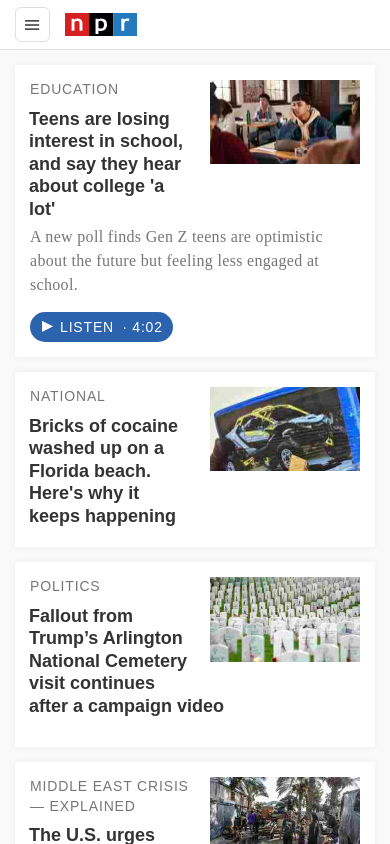 npr
EDUCATION
Teens are losing
interest in school,
and say they hear
about college 'a
lot'
A new poll finds Gen Z teens are optimistic
about the future but feeling less engaged at
school.
LISTEN · 4:02
NATIONAL
Bricks of cocaine
washed up on a
Florida beach.
Here's why it
keeps happening
POLITICS
Fallout from
Trump’s Arlington
National Cemetery
visit continues
after a campaign video
MIDDLE EAST CRISIS
— EXPLAINED
The U.S. urges